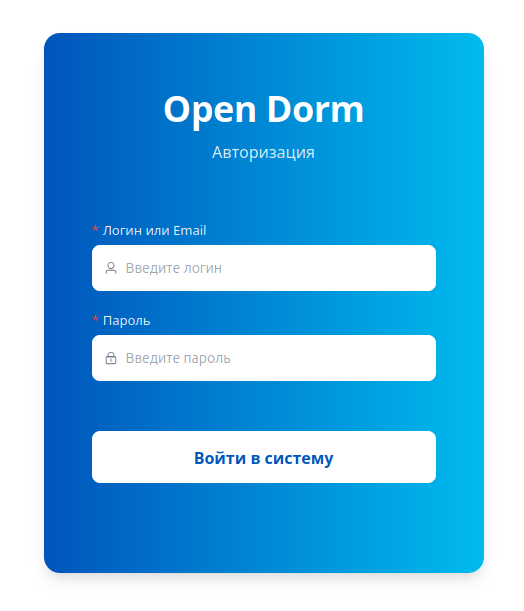 Open Dorm
Авторизация
* Логин или Email
Введите логин
* Пароль
Введите пароль
Войти в систему